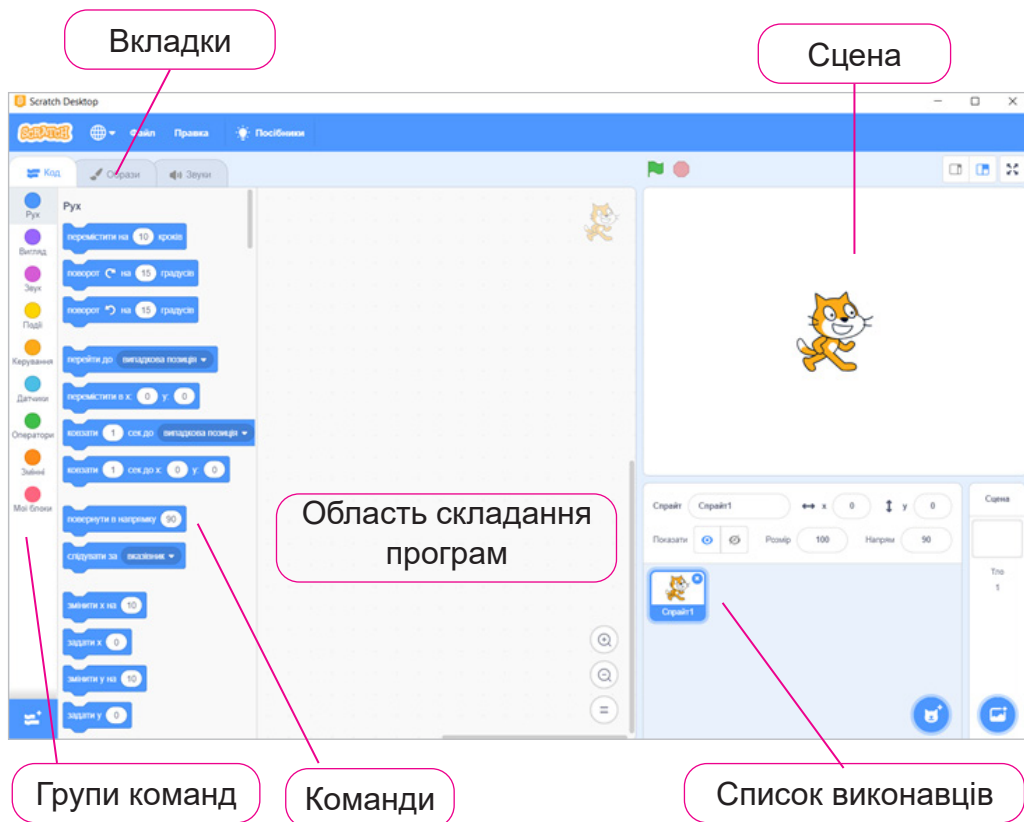 Вкладки
Сцена
Scratch Desktop
SCRATCH
Файл Правка Посібники
Код Образи Звуки
Рух
Вигляд
Звук
Події
Керування
Датчики
Оператори
Змінні
Мої блоки
Рух
перемістити на 10 кроків
поворот на 15 градусів
поворот на 15 градусів
перейти до випадкова позиція
перемістити в x: 0 y: 0
ковзати 1 сек до випадкова позиція
ковзати 1 сек до x: 0 y: 0
повернути в напрямку 90
слідувати за вказівник
змінити x на 10
задати x 0
змінити y на 10
задати y 0
Область складання
програм
Спрайт Спрайт1 x 0 y 0
Показати Розмір 100 Напрям 90
Спрайт1
Сцена
Тло
1
Групи команд
Команди
Список виконавців